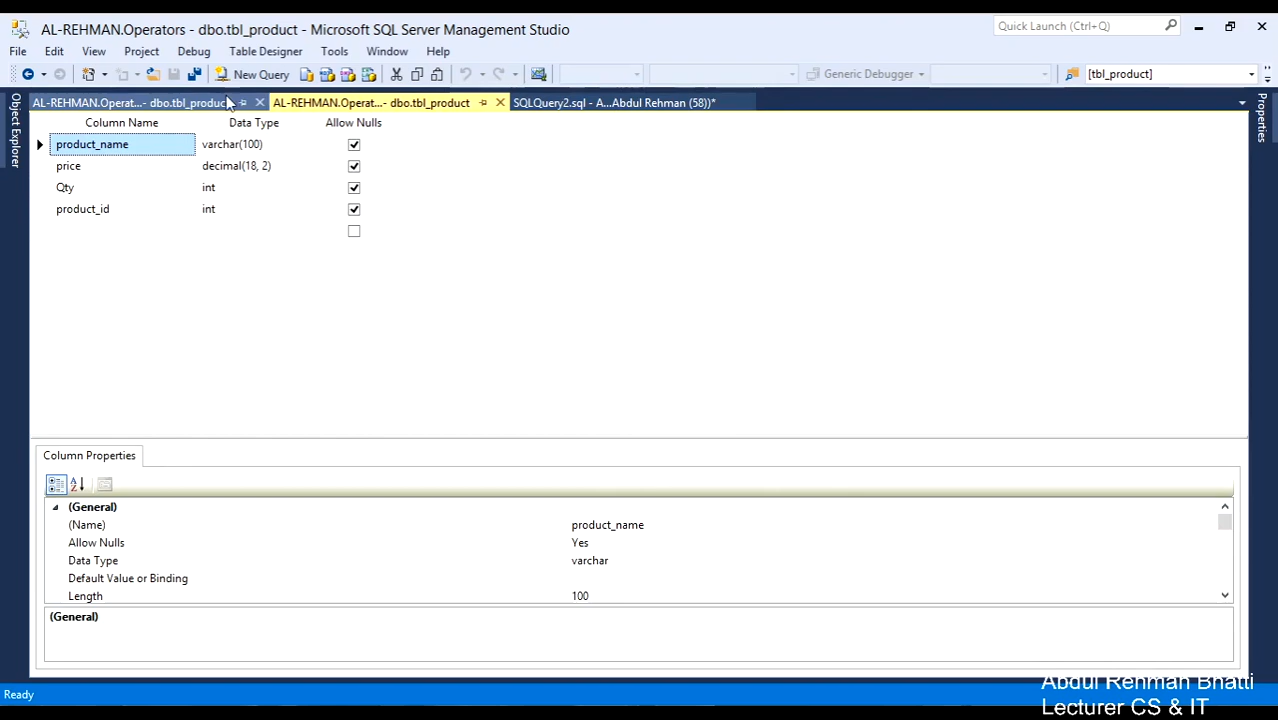 AL-REHMAN.Operators - dbo.tbl_product - Microsoft SQL Server Management Studio
Quick Launch (Ctrl+Q)
File Edit View Project Debug Table Designer Tools Window Help
New Query
Generic Debugger
[tbl_product]
AL-REHMAN.Operat...- dbo.tbl_product
AL-REHMAN.Operat...- dbo.tbl_product
SQLQuery2.sql - A...Abdul Rehman (58))*
Object Explorer
Properties
Column Name Data Type Allow Nulls
product_name varchar(100)
price decimal(18, 2)
Qty int
product_id int
Column Properties
(General)
(Name) product_name
Allow Nulls Yes
Data Type varchar
Default Value or Binding
Length 100
(General)
Ready
Abdul Rehman Bhatti
Lecturer CS & IT